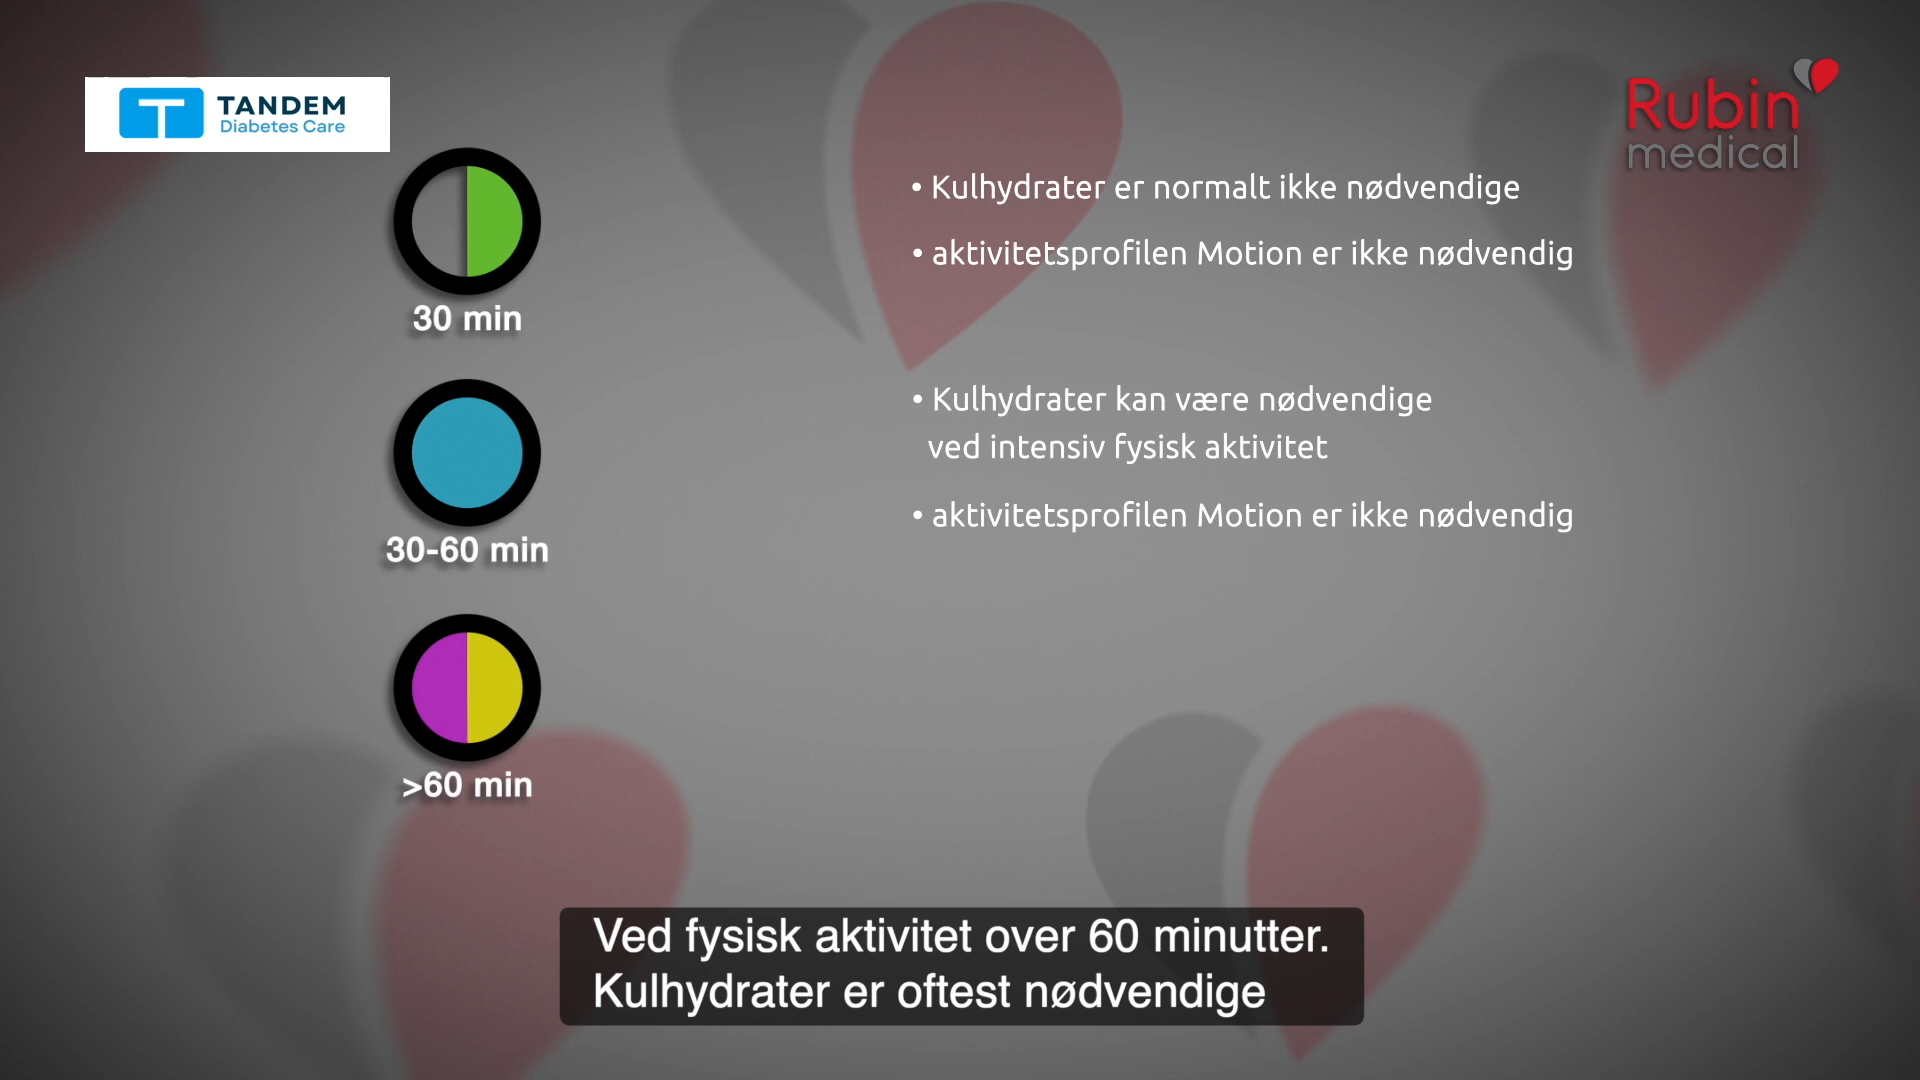 TANDEM
Diabetes Care
Rubin
medical
• Kulhydrater er normalt ikke nødvendige
• aktivitetsprofilen Motion er ikke nødvendig
30 min
• Kulhydrater kan være nødvendige
ved intensiv fysisk aktivitet
• aktivitetsprofilen Motion er ikke nødvendig
30-60 min
>60 min
Ved fysisk aktivitet over 60 minutter.
Kulhydrater er oftest nødvendige